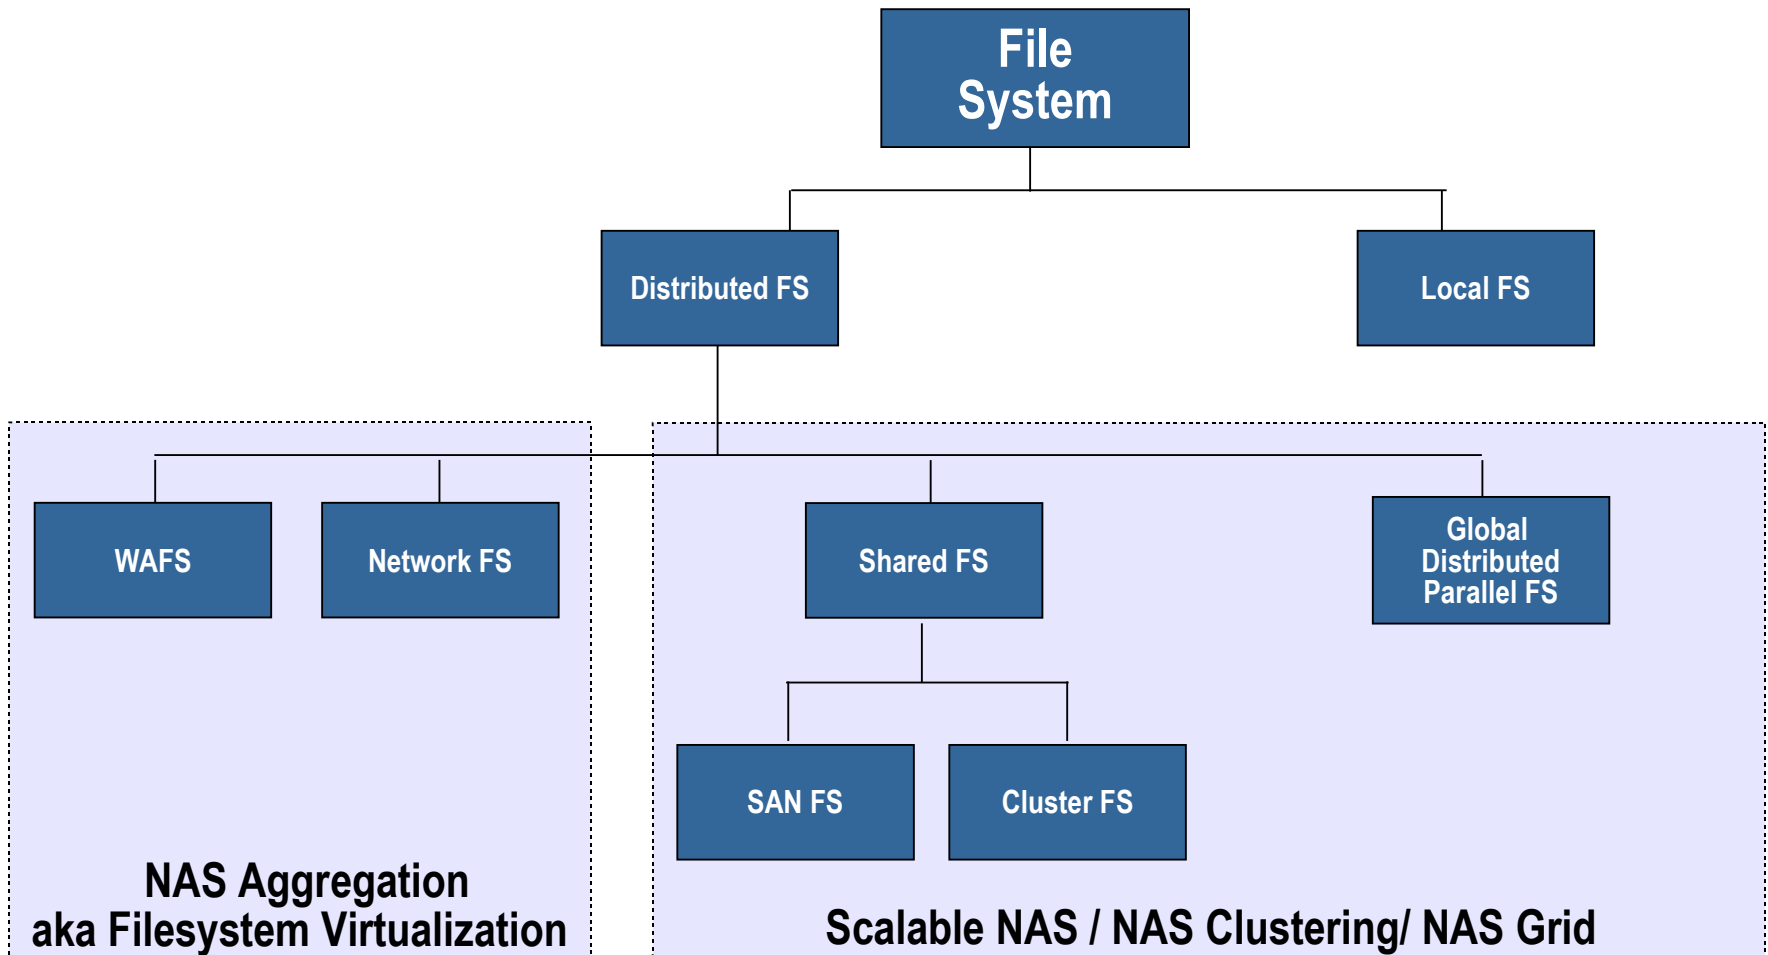 File
System
Distributed FS
Local FS
WAFS
Network FS
Shared FS
Global
Distributed
Parallel FS
SAN FS
Cluster FS
NAS Aggregation
aka Filesystem Virtualization
Scalable NAS / NAS Clustering/ NAS Grid